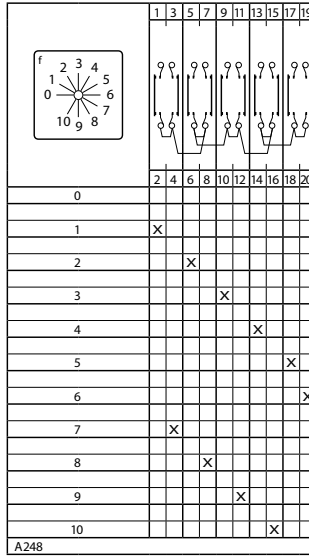 1 3 5 7 9 11 13 15 17 19
f
2 3 4
1 5
0 6
7
10 9 8
2 4 6 8 10 12 14 16 18 20
0
1 X
2 X
3 X
4 X
5 X
6 X
7 X
8 X
9 X
10 X
A248